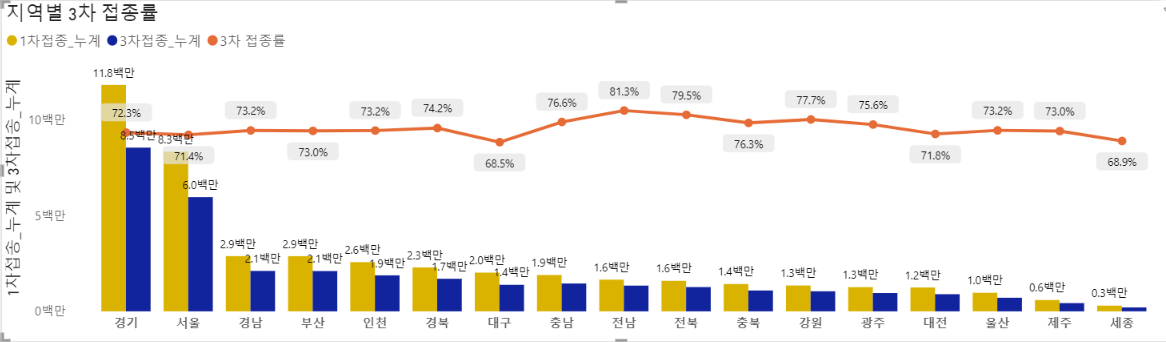 지역별 3차 접종률
1차접종_누계 3차접종_누계 3차 접종률
1차접종_누계 및 3차접종_누계
10백만
5백만
0백만
11.8백만 8.5백만 8.3백만 6.0백만 2.9백만 2.1백만 2.9백만 2.1백만 2.6백만 1.9백만 2.3백만 1.7백만 2.0백만 1.4백만 1.9백만 1.6백만 1.6백만 1.4백만 1.3백만 1.3백만 1.2백만 1.0백만 0.6백만 0.3백만
72.3% 71.4% 73.2% 73.0% 73.2% 74.2% 68.5% 76.6% 81.3% 79.5% 76.3% 77.7% 75.6% 71.8% 73.2% 73.0% 68.9%
경기 서울 경남 부산 인천 경북 대구 충남 전남 전북 충북 강원 광주 대전 울산 제주 세종